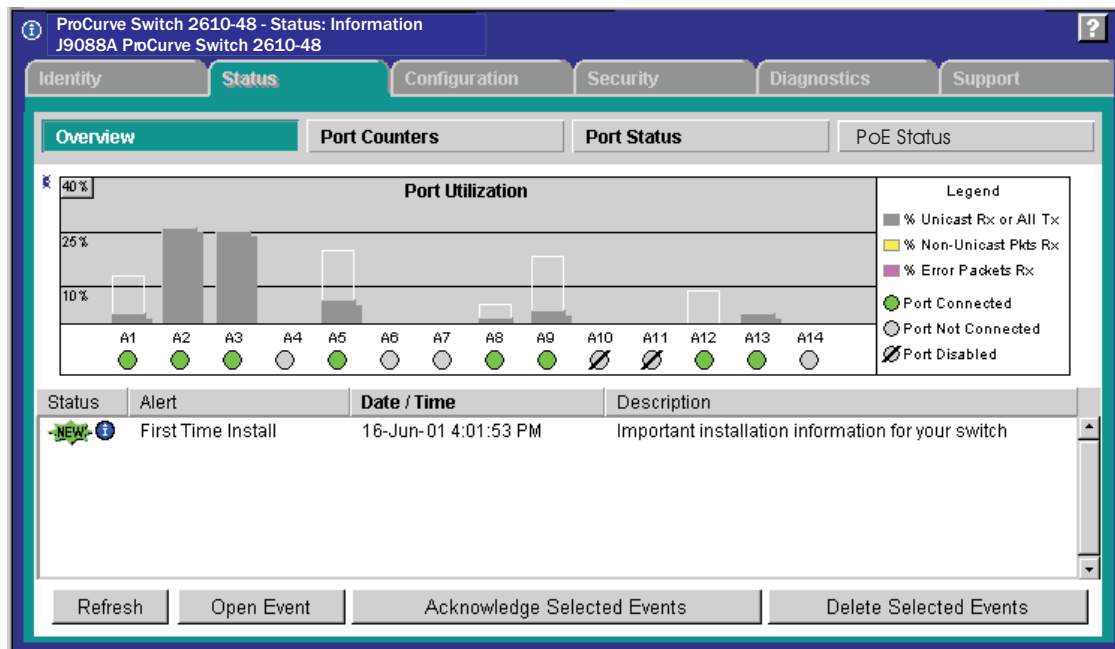 ProCurve Switch 2610-48 - Status: Information
J9088A ProCurve Switch 2610-48
?
Identity
Status
Configuration
Security
Diagnostics
Support
Overview
Port Counters
Port Status
PoE Status
40 %
Port Utilization
25 %
10 %
A1 A2 A3 A4 A5 A6 A7 A8 A9 A10 A11 A12 A13 A14
Legend
% Unicast Rx or All Tx
% Non-Unicast Pkts Rx
% Error Packets Rx
Port Connected
Port Not Connected
Port Disabled
Status Alert Date / Time Description
NEW! i First Time Install 16-Jun-01 4:01:53 PM Important installation information for your switch
Refresh
Open Event
Acknowledge Selected Events
Delete Selected Events